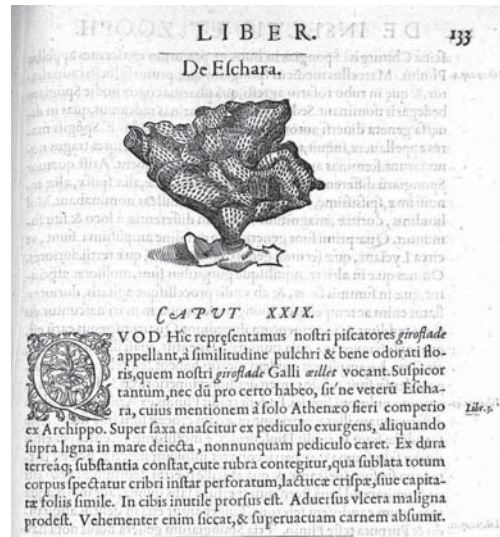 LIBER.
133
De Eſchara.
CAPUT XXIX.
QVOD Hic repreſentamus noſtri piſcatores giroflade
appellant, à ſimilitudine pulchri & bene odorati flo-
ris, quem noſtri giroflade Galli œillet vocant. Suſpicor
tantùm, nec dũ pro certo habeo, ſit'ne veterũ Eſcha-
ra, cuius mentionem à ſolo Athenæo fieri comperio
Lib. 3.
ex Archippo. Super ſaxa enaſcitur ex pediculo exurgens, aliquando
ſupra ligna in mare deiecta, nonnunquam pediculo caret. Ex dura
terreáq; ſubſtantia conſtat, cute rubra contegitur, qua ſublata totum
corpus ſpectatur cribri inſtar perforatum, lactucæ criſpæ, ſiue capita-
tæ foliis ſimile. In cibis inutile prorſus eſt. Aduerſus vlcera maligna
prodeſt. Vehementer enim ſiccat, & ſuperuacuam carnem abſumit.